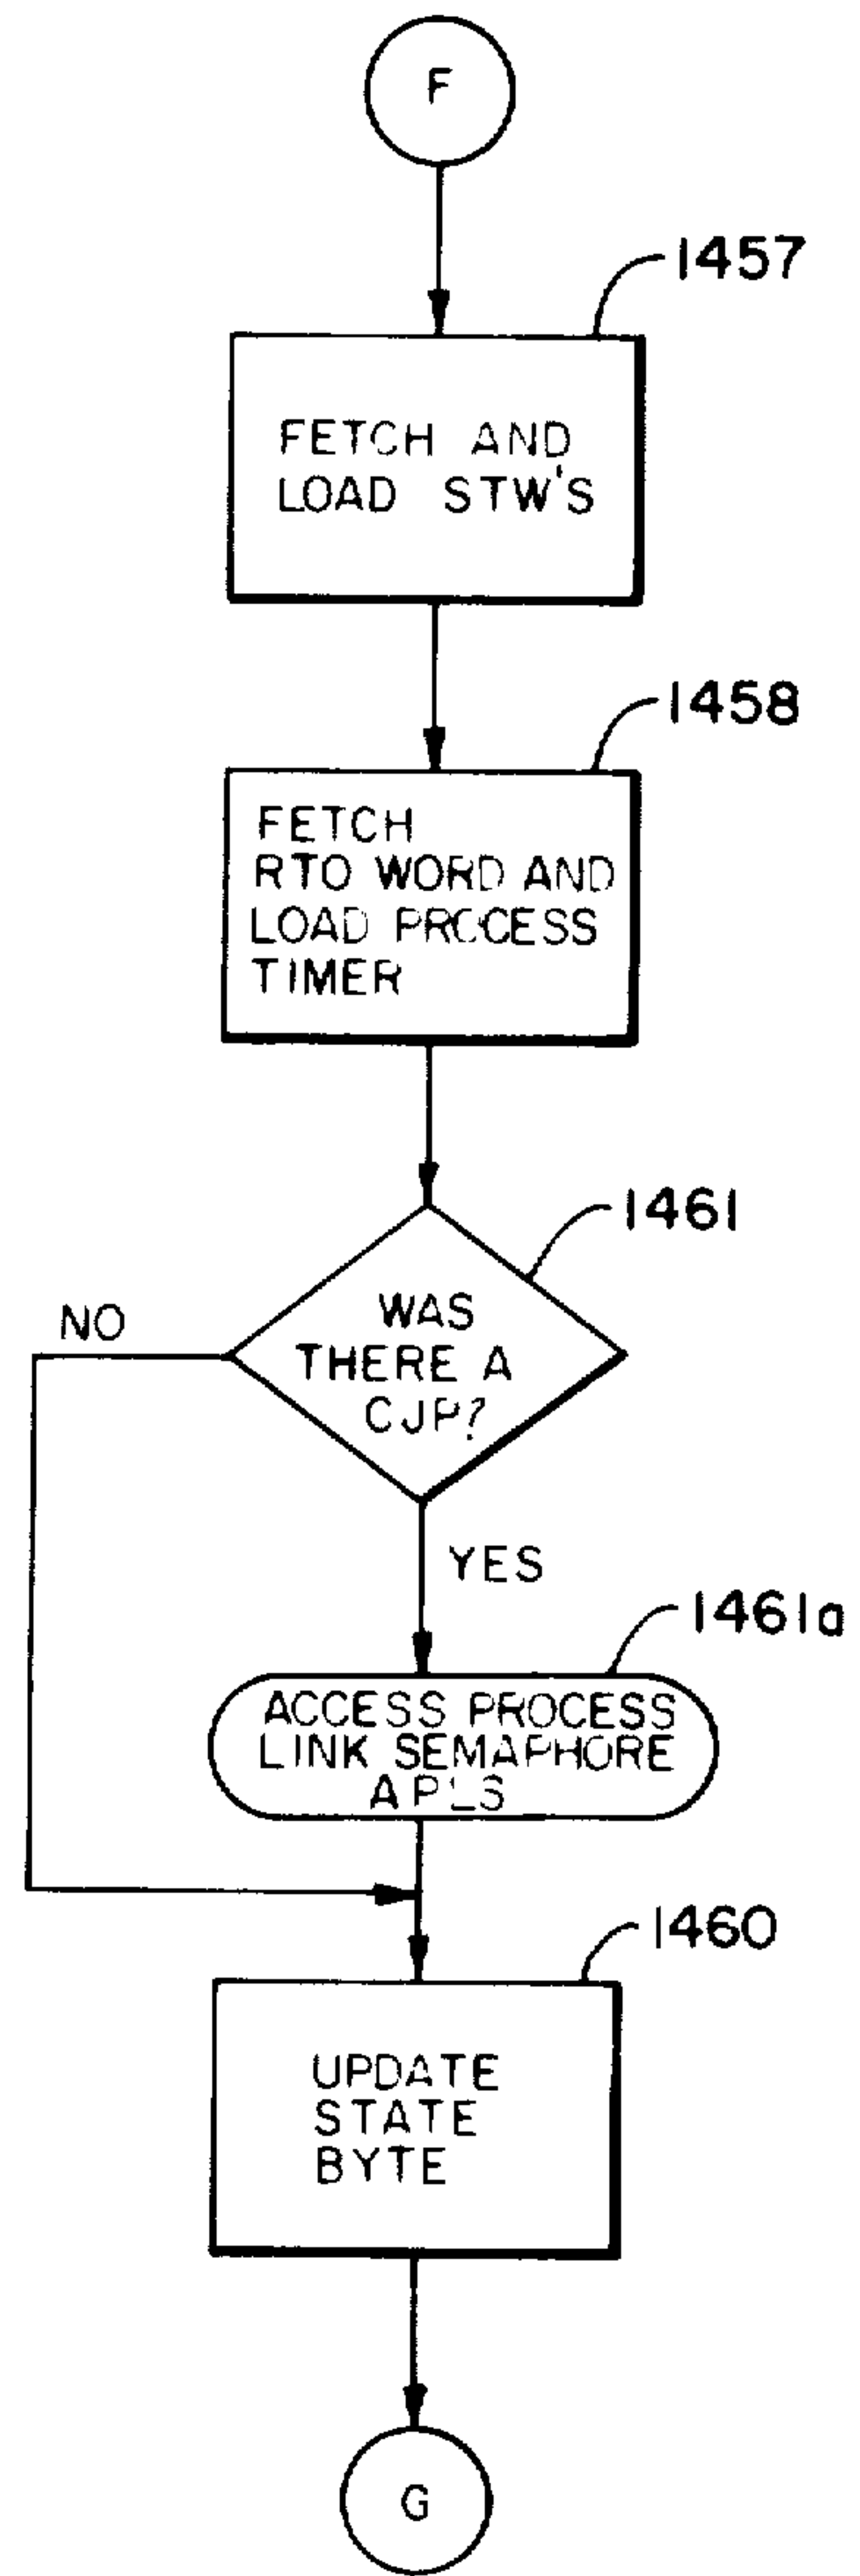 F
1457
FETCH AND
LOAD STW'S
1458
FETCH
RTO WORD AND
LOAD PROCESS
TIMER
1461
WAS
THERE A
CJP?
NO
YES
1461a
ACCESS PROCESS
LINK SEMAPHORE
APLS
1460
UPDATE
STATE
BYTE
G